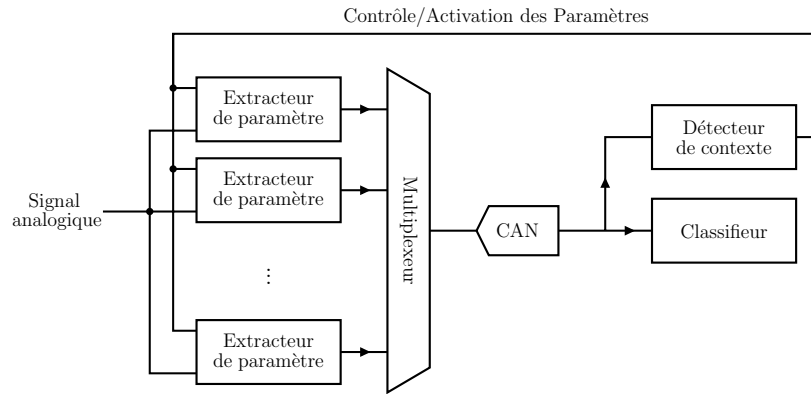 Contrôle/Activation des Paramètres
Extracteur
de paramètre
Extracteur
de paramètre
Signal
analogique
⋮
Extracteur
de paramètre
Multiplexeur
CAN
Détecteur
de contexte
Classifieur